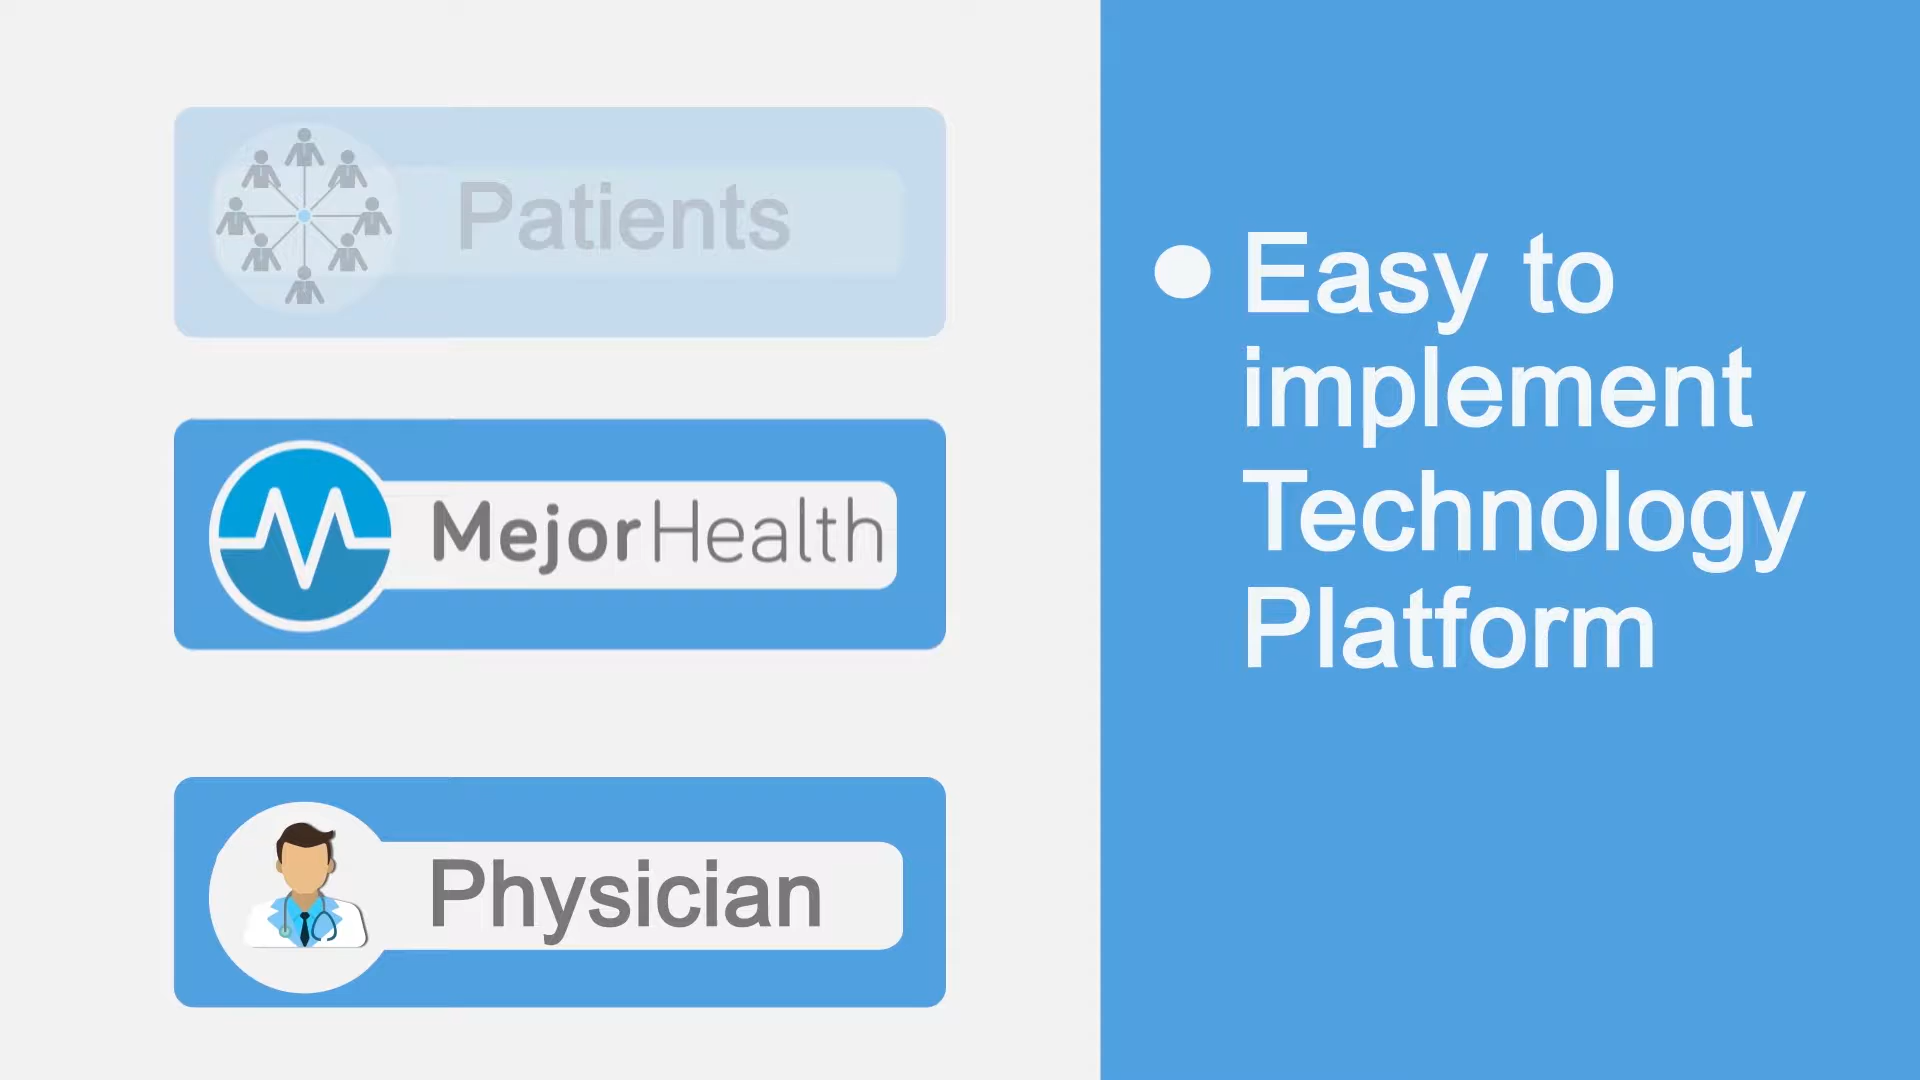 Patients
MejorHealth
Physician
● Easy to
implement
Technology
Platform